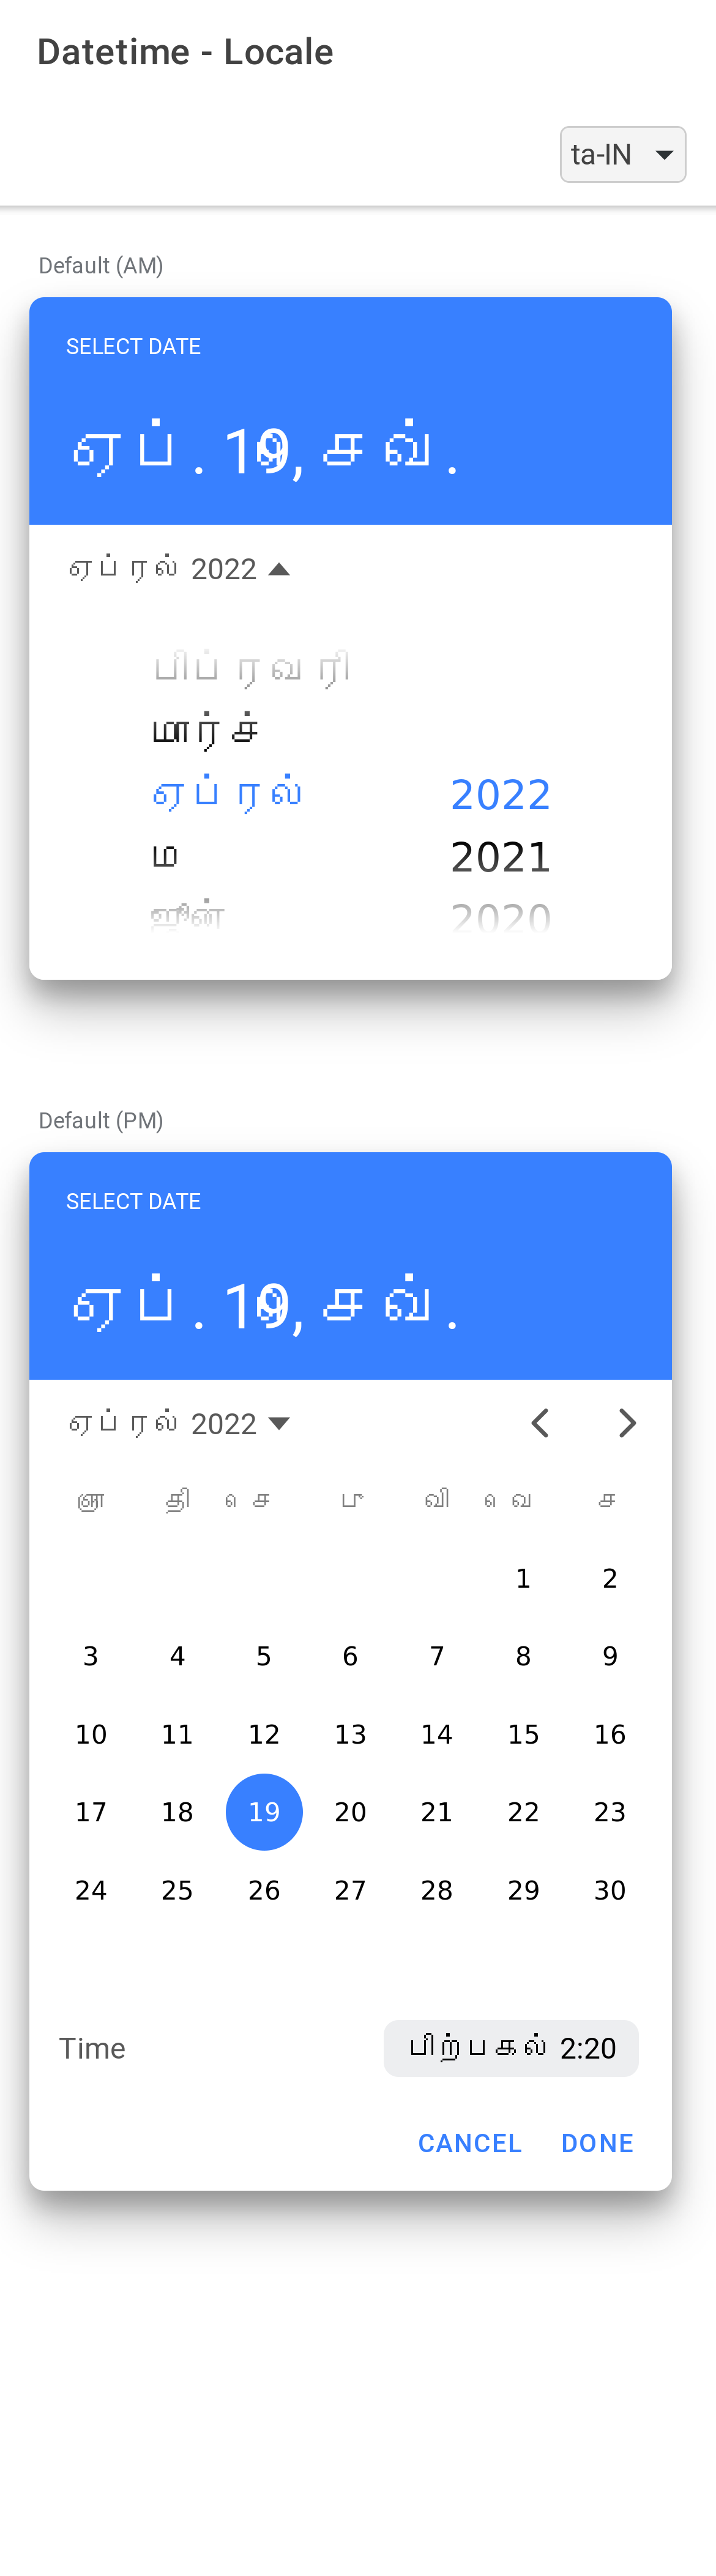 Datetime - Locale
ta-IN
Default (AM)
SELECT DATE
ஏப். 19, செவ்.
ஏப்ரல் 2022
பிப்ரவரி
மார்ச்
ஏப்ரல் 2022
ம 2021
ஜூன் 2020
Default (PM)
SELECT DATE
ஏப். 19, செவ்.
ஏப்ரல் 2022
ஞா தி செ பு வி வெ ச
1 2
3 4 5 6 7 8 9
10 11 12 13 14 15 16
17 18 19 20 21 22 23
24 25 26 27 28 29 30
Time பிற்பகல் 2:20
CANCEL DONE